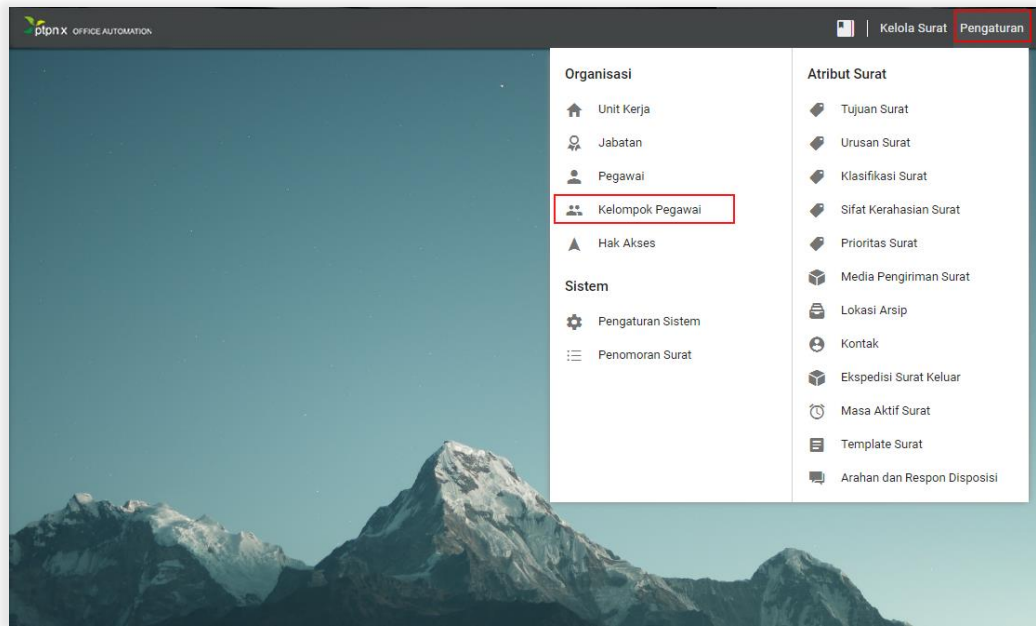 ptpn x OFFICE AUTOMATION
Kelola Surat
Pengaturan
Organisasi
Unit Kerja
Jabatan
Pegawai
Kelompok Pegawai
Hak Akses
Sistem
Pengaturan Sistem
Penomoran Surat
Atribut Surat
Tujuan Surat
Urusan Surat
Klasifikasi Surat
Sifat Kerahasian Surat
Prioritas Surat
Media Pengiriman Surat
Lokasi Arsip
Kontak
Ekspedisi Surat Keluar
Masa Aktif Surat
Template Surat
Arahan dan Respon Disposisi